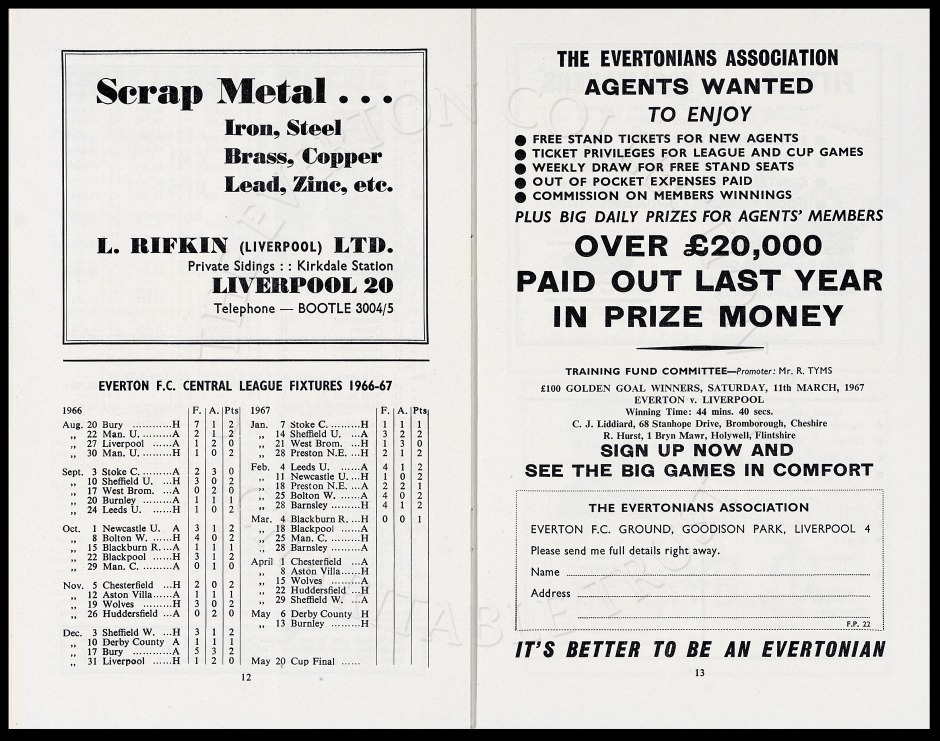 Scrap Metal . . .
Iron, Steel
Brass, Copper
Lead, Zinc, etc.
L. RIFKIN (LIVERPOOL) LTD.
Private Sidings : : Kirkdale Station
LIVERPOOL 20
Telephone — BOOTLE 3004/5
EVERTON F.C. CENTRAL LEAGUE FIXTURES 1966-67
1966 F. A. Pts
Aug. 20 Bury ............H 7 1 2
„ 22 Man. U. .........A 2 1 2
„ 27 Liverpool ......A 1 2 0
„ 30 Man. U. .........H 1 0 2
Sept. 3 Stoke C. .........A 2 3 0
„ 10 Sheffield U. ...H 3 0 2
„ 17 West Brom. ...A 0 2 0
„ 20 Burnley .........A 1 1 1
„ 24 Leeds U. .........H 1 0 2
Oct. 1 Newcastle U. A 3 1 2
„ 8 Bolton W. ......H 4 0 2
„ 15 Blackburn R....A 1 1 1
„ 22 Blackpool ......H 3 1 2
„ 29 Man. C. .........A 0 1 0
Nov. 5 Chesterfield ...H 2 0 2
„ 12 Aston Villa......A 1 1 1
„ 19 Wolves .........H 3 0 2
„ 26 Huddersfield ...A 0 2 0
Dec. 3 Sheffield W. ...H 3 1 2
„ 10 Derby County A 1 1 1
„ 17 Bury ............A 5 3 2
„ 31 Liverpool ......H 1 2 0
1967 F. A. Pts
Jan. 7 Stoke C. .........H 1 1 1
„ 14 Sheffield U. ...A 3 2 2
„ 21 West Brom. ...H 1 3 0
„ 28 Preston N.E. ...H 2 1 2
Feb. 4 Leeds U. ......A 4 1 2
„ 11 Newcastle U. ...H 1 0 2
„ 18 Preston N.E. ...A 2 2 1
„ 25 Bolton W. ......A 4 0 2
„ 28 Barnsley .........H 4 1 2
Mar. 4 Blackburn R. ...H 0 0 1
„ 18 Blackpool ......A
„ 25 Man. C. .........H
„ 28 Barnsley .........A
April 1 Chesterfield ...A
„ 8 Aston Villa......H
„ 15 Wolves .........A
„ 22 Huddersfield ...H
„ 29 Sheffield W. ...A
May 6 Derby County H
„ 13 Burnley .........H
May 20 Cup Final ......
12
THE EVERTONIANS ASSOCIATION
AGENTS WANTED
TO ENJOY
● FREE STAND TICKETS FOR NEW AGENTS
● TICKET PRIVILEGES FOR LEAGUE AND CUP GAMES
● WEEKLY DRAW FOR FREE STAND SEATS
● OUT OF POCKET EXPENSES PAID
● COMMISSION ON MEMBERS WINNINGS
PLUS BIG DAILY PRIZES FOR AGENTS' MEMBERS
OVER £20,000
PAID OUT LAST YEAR
IN PRIZE MONEY
TRAINING FUND COMMITTEE—Promoter: Mr. R. TYMS
£100 GOLDEN GOAL WINNERS, SATURDAY, 11th MARCH, 1967
EVERTON v. LIVERPOOL
Winning Time: 44 mins. 40 secs.
C. J. Liddiard, 68 Stanhope Drive, Bromborough, Cheshire
R. Hurst, 1 Bryn Mawr, Holywell, Flintshire
SIGN UP NOW AND
SEE THE BIG GAMES IN COMFORT
THE EVERTONIANS ASSOCIATION
EVERTON F.C. GROUND, GOODISON PARK, LIVERPOOL 4
Please send me full details right away.
Name
Address
F.P. 22
IT'S BETTER TO BE AN EVERTONIAN
13